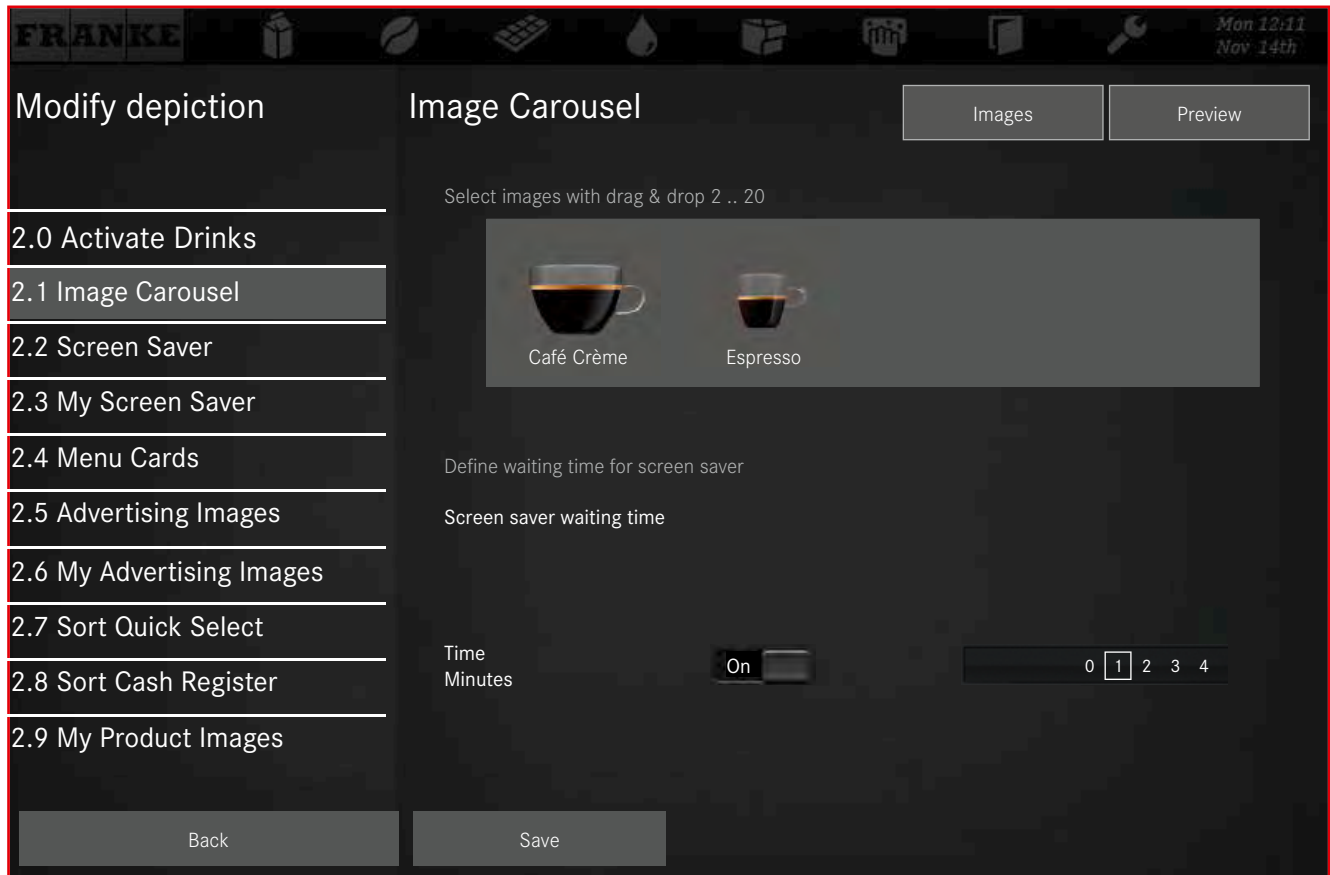 FRANKE
Mon 12:11
Nov 14th
Modify depiction
Image Carousel
Images
Preview
Select images with drag & drop 2 .. 20
2.0 Activate Drinks
2.1 Image Carousel
2.2 Screen Saver
2.3 My Screen Saver
2.4 Menu Cards
2.5 Advertising Images
2.6 My Advertising Images
2.7 Sort Quick Select
2.8 Sort Cash Register
2.9 My Product Images
Café Crème
Espresso
Define waiting time for screen saver
Screen saver waiting time
Time
Minutes
On
0 1 2 3 4
Back
Save